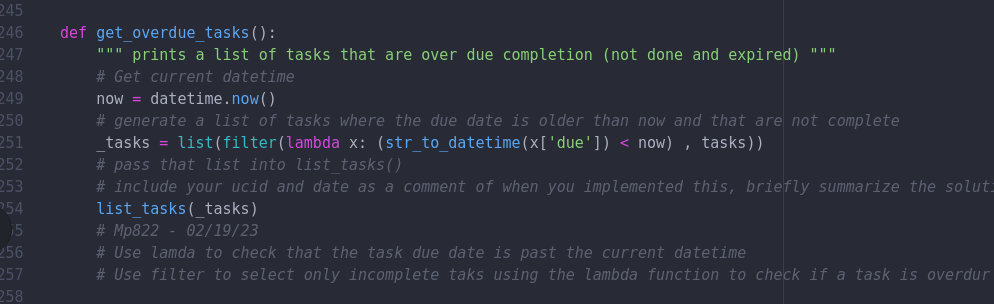 245
246 def get_overdue_tasks():
247 """ prints a list of tasks that are over due completion (not done and expired) """
248 # Get current datetime
249 now = datetime.now()
250 # generate a list of tasks where the due date is older than now and that are not complete
251 _tasks = list(filter(lambda x: (str_to_datetime(x['due']) < now) , tasks))
252 # pass that list into list_tasks()
253 # include your ucid and date as a comment of when you implemented this, briefly summarize the soluti
254 list_tasks(_tasks)
55 # Mp822 - 02/19/23
256 # Use lamda to check that the task due date is past the current datetime
257 # Use filter to select only incomplete taks using the lambda function to check if a task is overdur
258